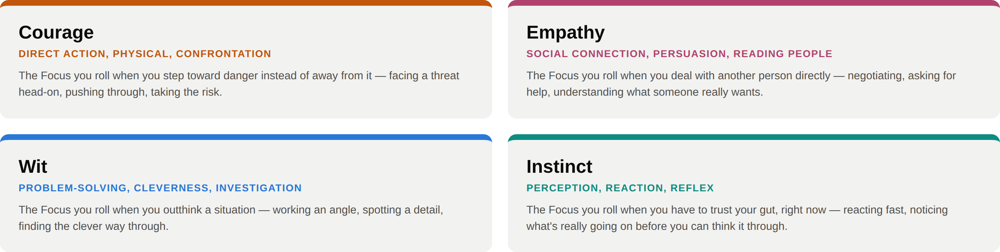 Courage
DIRECT ACTION, PHYSICAL, CONFRONTATION
The Focus you roll when you step toward danger instead of away from it — facing a threat
head-on, pushing through, taking the risk.
Empathy
SOCIAL CONNECTION, PERSUASION, READING PEOPLE
The Focus you roll when you deal with another person directly — negotiating, asking for
help, understanding what someone really wants.
Wit
PROBLEM-SOLVING, CLEVERNESS, INVESTIGATION
The Focus you roll when you outthink a situation — working an angle, spotting a detail,
finding the clever way through.
Instinct
PERCEPTION, REACTION, REFLEX
The Focus you roll when you have to trust your gut, right now — reacting fast, noticing
what's really going on before you can think it through.